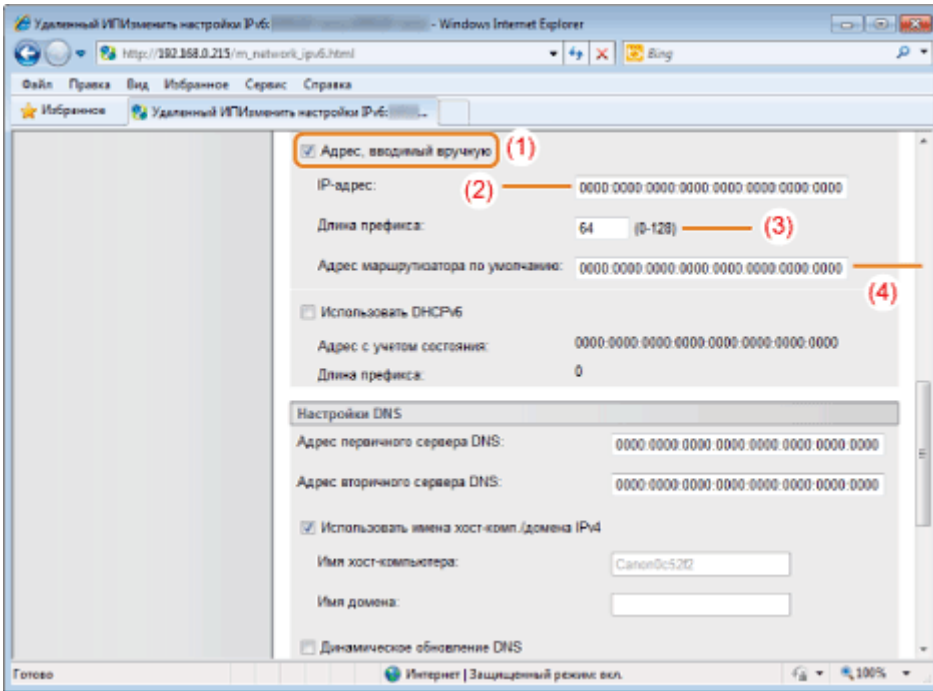 Удаленный ИПИзменить настройки IPv6: - Windows Internet Explorer
http://192.168.0.215/m_network_ipv6.html
Bing
Файл Правка Вид Избранное Сервис Справка
Избранное
Удаленный ИПИзменить настройки IPv6: ...
Адрес, вводимый вручную (1)
IP-адрес: (2) 0000:0000:0000:0000:0000:0000:0000:0000
Длина префикса: 64 (0-128) (3)
Адрес маршрутизатора по умолчанию: 0000:0000:0000:0000:0000:0000:0000:0000
(4)
Использовать DHCPv6
Адрес с учетом состояния: 0000:0000:0000:0000:0000:0000:0000:0000
Длина префикса: 0
Настройки DNS
Адрес первичного сервера DNS: 0000:0000:0000:0000:0000:0000:0000:0000
Адрес вторичного сервера DNS: 0000:0000:0000:0000:0000:0000:0000:0000
Использовать имена хост-комп./домена IPv4
Имя хост-компьютера: Canon0c52f2
Имя домена:
Динамическое обновление DNS
Готово
Интернет | Защищенный режим: вкл.
100%